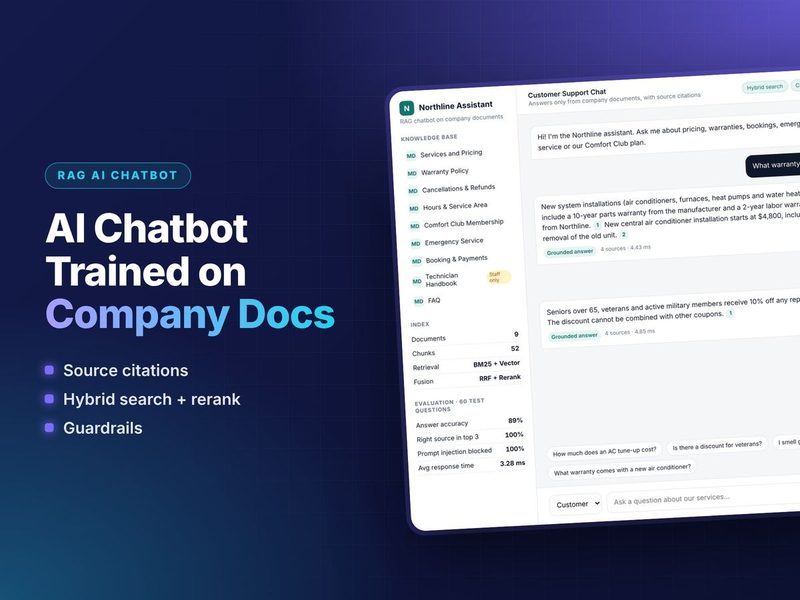 RAG AI CHATBOT
AI Chatbot
Trained on
Company Docs
Source citations
Hybrid search + rerank
Guardrails
N
Northline Assistant
RAG chatbot on company documents
KNOWLEDGE BASE
MD Services and Pricing
MD Warranty Policy
MD Cancellations & Refunds
MD Hours & Service Area
MD Comfort Club Membership
MD Emergency Service
MD Booking & Payments
MD Technician
Handbook
Staff
only
MD FAQ
INDEX
Documents 9
Chunks 52
Retrieval BM25 + Vector
Fusion RRF + Rerank
EVALUATION · 60 TEST
QUESTIONS
Answer accuracy 89%
Right source in top 3 100%
Prompt injection blocked 100%
Avg response time 3.28 ms
Customer Support Chat
Answers only from company documents, with source citations
Hybrid search
Hi! I'm the Northline assistant. Ask me about pricing, warranties, bookings, emerg
service or our Comfort Club plan.
What warranty
New system installations (air conditioners, furnaces, heat pumps and water heat
include a 10-year parts warranty from the manufacturer and a 2-year labor warra
from Northline. 1 New central air conditioner installation starts at $4,800, inclu
removal of the old unit. 2
Grounded answer 4 sources · 4.43 ms
Seniors over 65, veterans and active military members receive 10% off any rep
The discount cannot be combined with other coupons. 1
Grounded answer 4 sources · 4.85 ms
How much does an AC tune-up cost?
Is there a discount for veterans?
I smell g
What warranty comes with a new air conditioner?
Customer
Ask a question about our services...